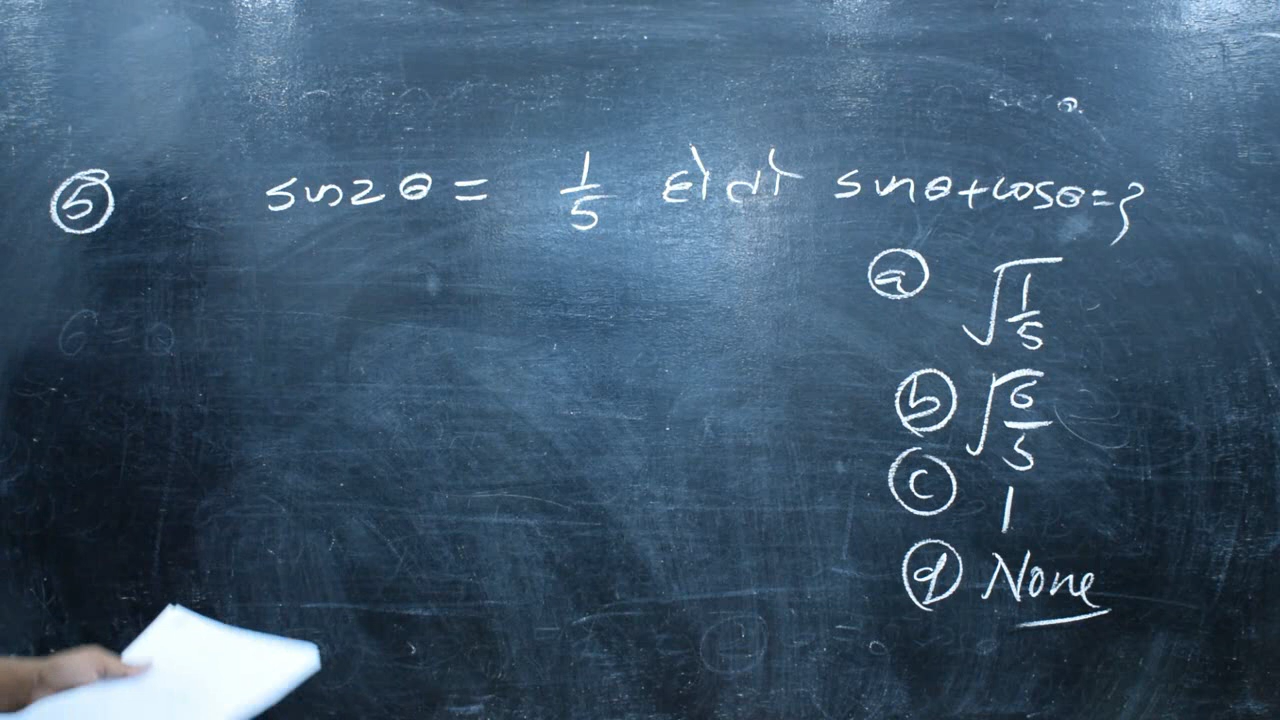 ⑤ sin2θ = 1/5 હોય તો sinθ+cosθ=?
ⓐ √(1/5)
ⓑ √(6/5)
ⓒ 1
ⓓ None